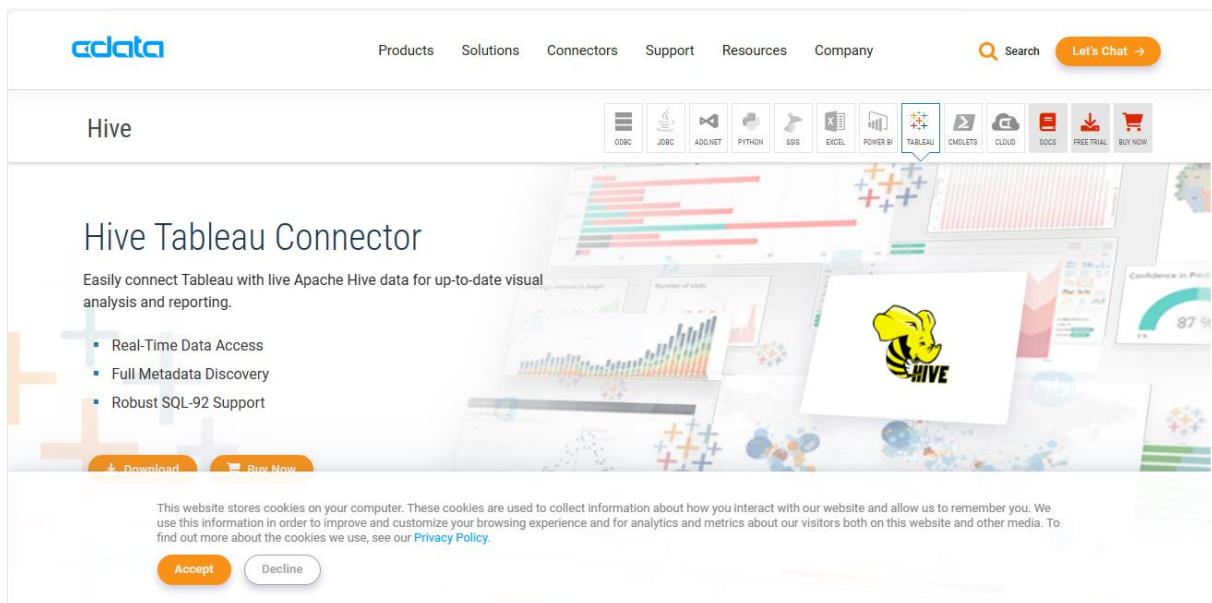 cdata
Products Solutions Connectors Support Resources Company
Search
Let's Chat →
Hive
ODBC JDBC ADO.NET PYTHON SSIS EXCEL POWER BI TABLEAU CMDLETS CLOUD DOCS FREE TRIAL BUY NOW
Hive Tableau Connector
Easily connect Tableau with live Apache Hive data for up-to-date visual
analysis and reporting.
Real-Time Data Access
Full Metadata Discovery
Robust SQL-92 Support
Download
Buy Now
Number of visits
Confidence in
87 %
HIVE
This website stores cookies on your computer. These cookies are used to collect information about how you interact with our website and allow us to remember you. We
use this information in order to improve and customize your browsing experience and for analytics and metrics about our visitors both on this website and other media. To
find out more about the cookies we use, see our Privacy Policy.
Accept
Decline